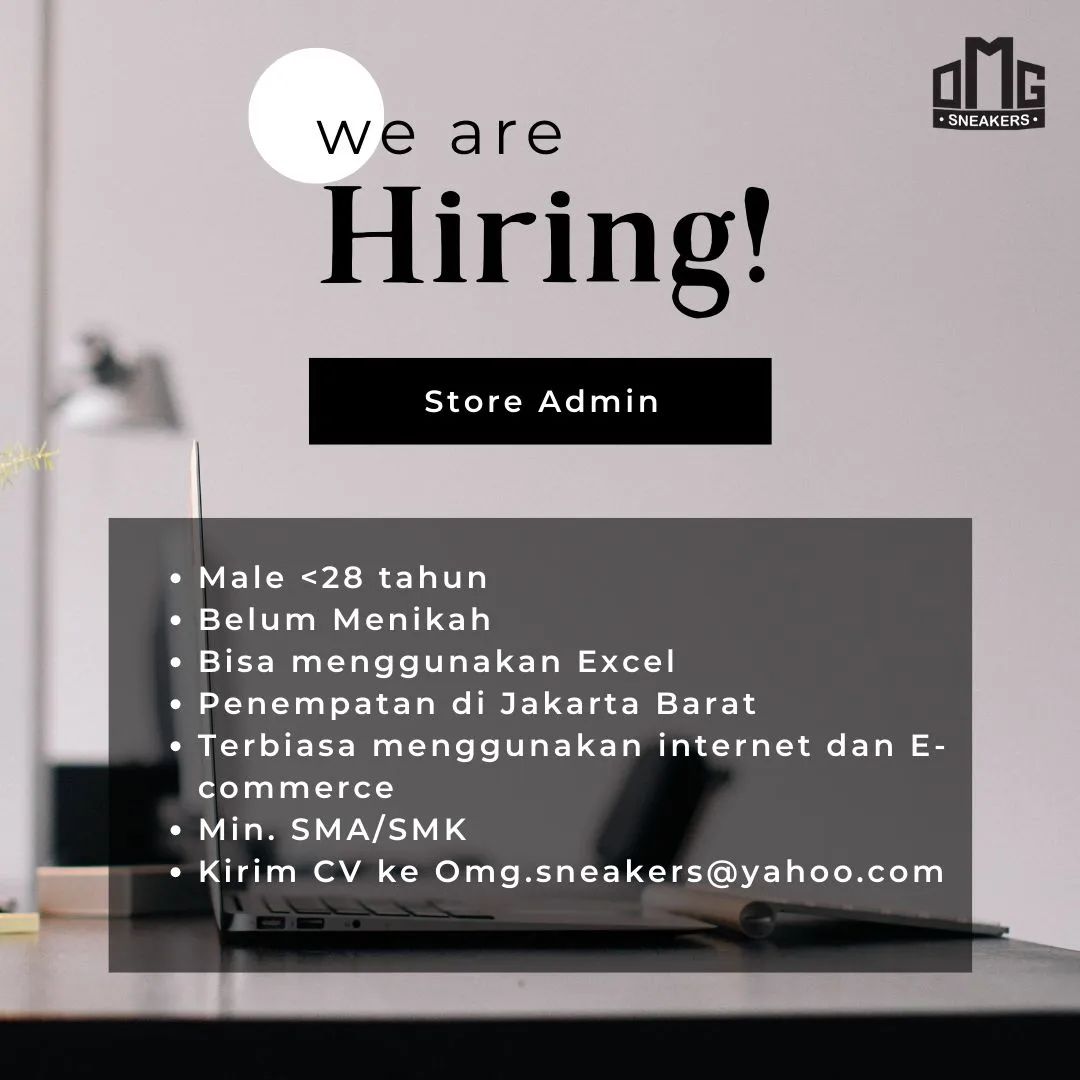 OMG
• SNEAKERS •
we are
Hiring!
Store Admin
• Male <28 tahun
• Belum Menikah
• Bisa menggunakan Excel
• Penempatan di Jakarta Barat
• Terbiasa menggunakan internet dan E-
commerce
• Min. SMA/SMK
• Kirim CV ke Omg.sneakers@yahoo.com